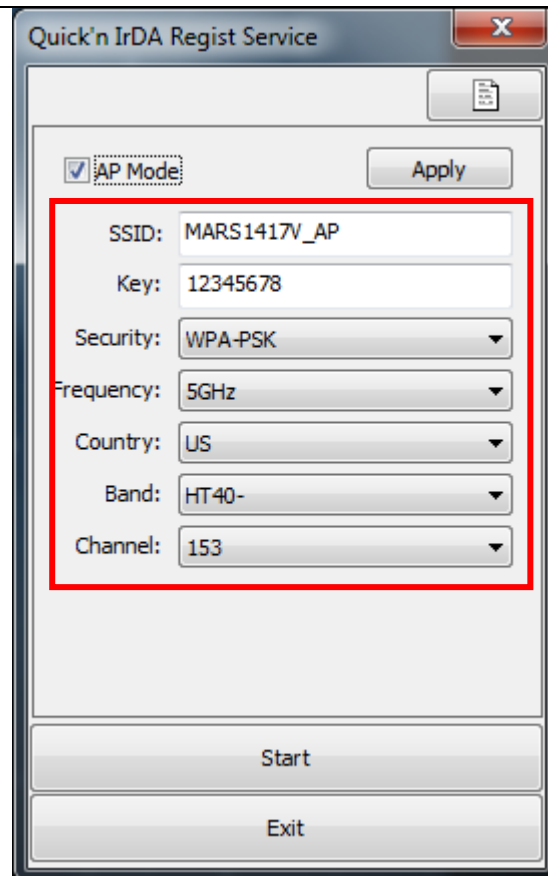 Quick'n IrDA Regist Service
AP Mode Apply
SSID: MARS1417V_AP
Key: 12345678
Security: WPA-PSK
Frequency: 5GHz
Country: US
Band: HT40-
Channel: 153
Start
Exit